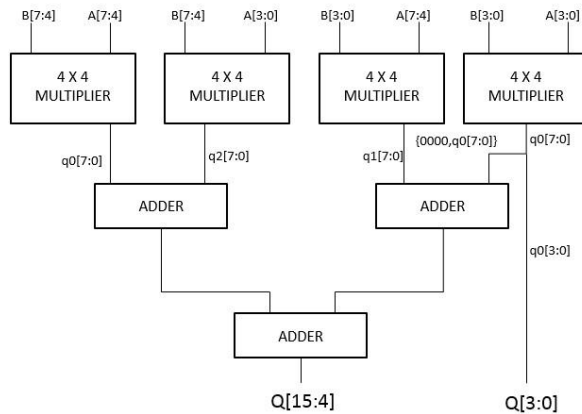 B[7:4] A[7:4] B[7:4] A[3:0] B[3:0] A[7:4] B[3:0] A[3:0]
4 X 4
MULTIPLIER
4 X 4
MULTIPLIER
4 X 4
MULTIPLIER
4 X 4
MULTIPLIER
q0[7:0]
q2[7:0]
q1[7:0]
{0000,q0[7:0]}
q0[7:0]
ADDER
ADDER
q0[3:0]
ADDER
Q[15:4]
Q[3:0]